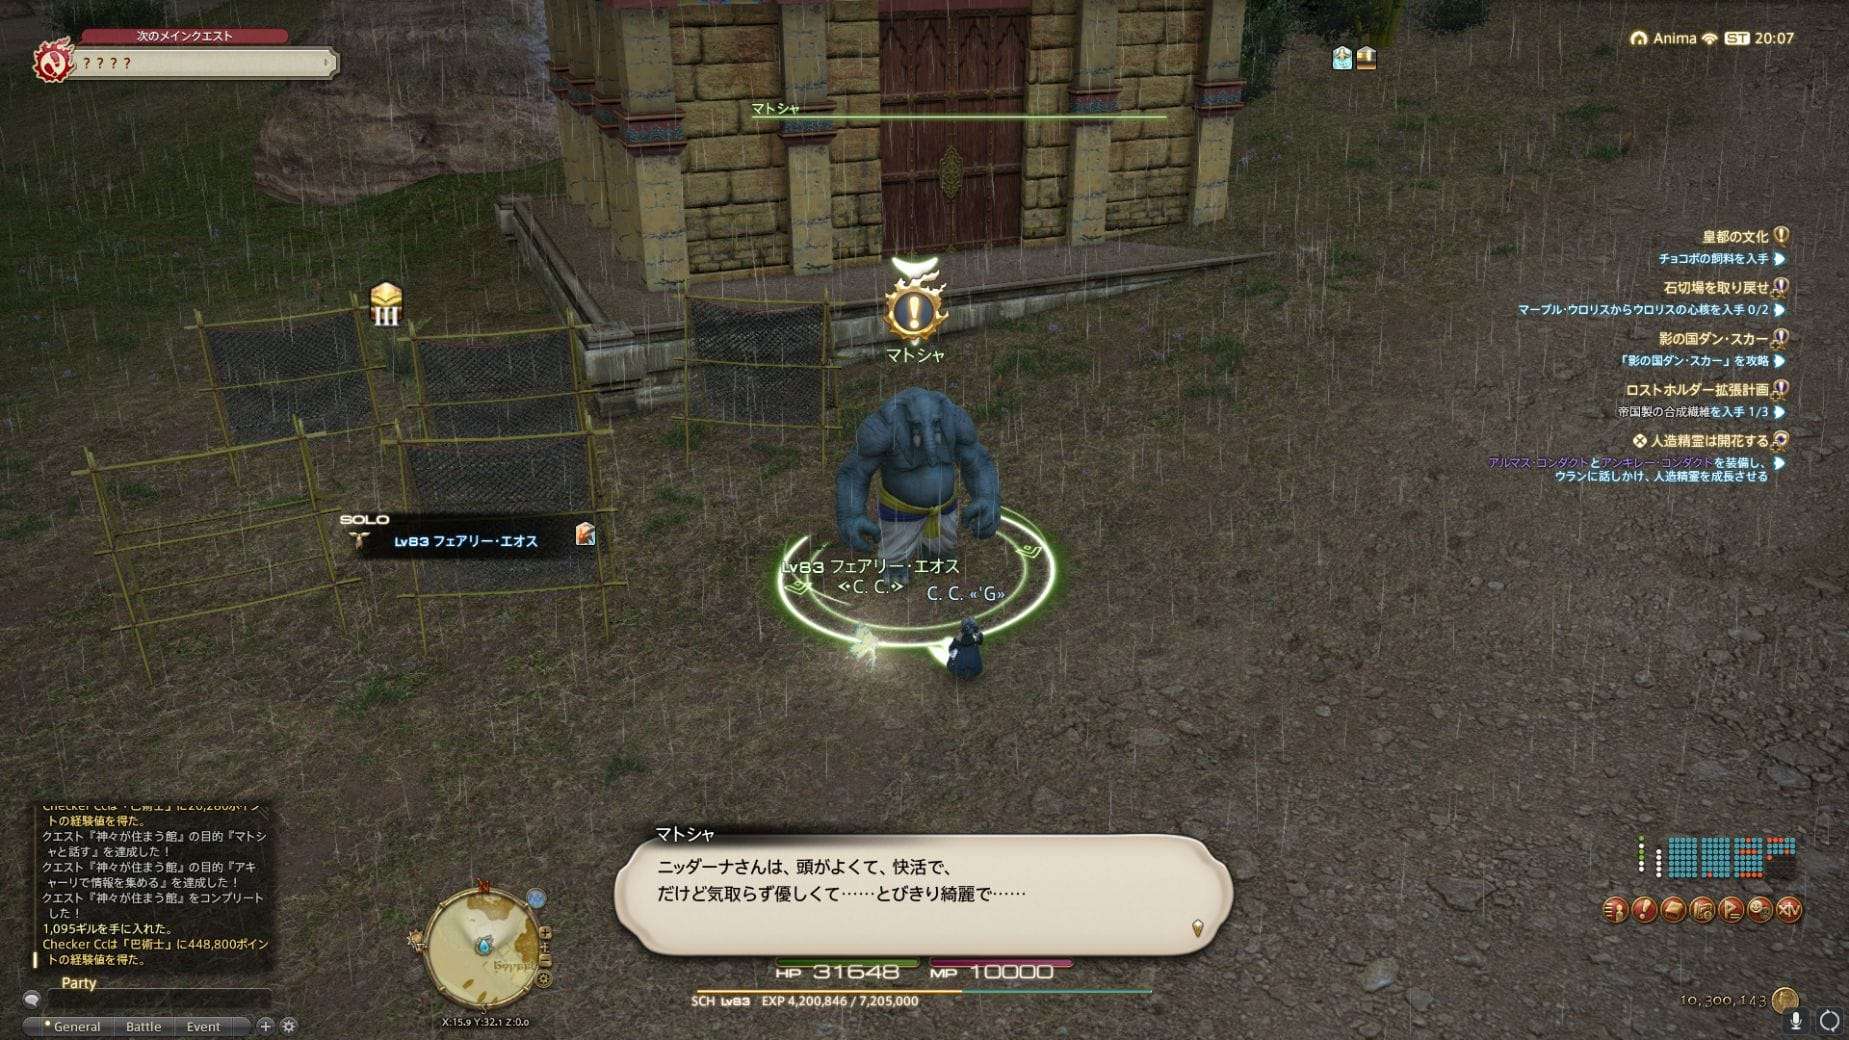 次のメインクエスト
????
Anima ST 20:07
マトシャ
皇都の文化
チョコボの飼料を入手
石切場を取り戻せ
マーブル・ウロリスからウロリスの心核を入手 0/2
影の国ダン・スカー
「影の国ダン・スカー」を攻略
ロストホルダー拡張計画
帝国製の合成繊維を入手 1/3
人造精霊は開花する
アルマス・コンダクトとアンキレー・コンダクトを装備し、
ウランに話しかけ、人造精霊を成長させる
III
マトシャ
SOLO
Lv83 フェアリー・エオス
Lv83 フェアリー・エオス
«C. C.»
C. C. «'G»
Checker Ccは「巴術士」に20,280ポイン
トの経験値を得た。
クエスト『神々が住まう館』の目的『マトシ
ャと話す』を達成した！
クエスト『神々が住まう館』の目的『アキ
ャーリで情報を集める』を達成した！
クエスト『神々が住まう館』をコンプリート
した！
1,095ギルを手に入れた。
Checker Ccは「巴術士」に448,800ポイン
トの経験値を得た。
Party
General Battle Event
X:15.9 Y:32.1 Z:0.0
マトシャ
ニッダーナさんは、頭がよくて、快活で、
だけど気取らず優しくて……とびきり綺麗で……
HP 31648 MP 10000
SCH Lv83 EXP 4,200,846 / 7,205,000
XIV
10,300,143